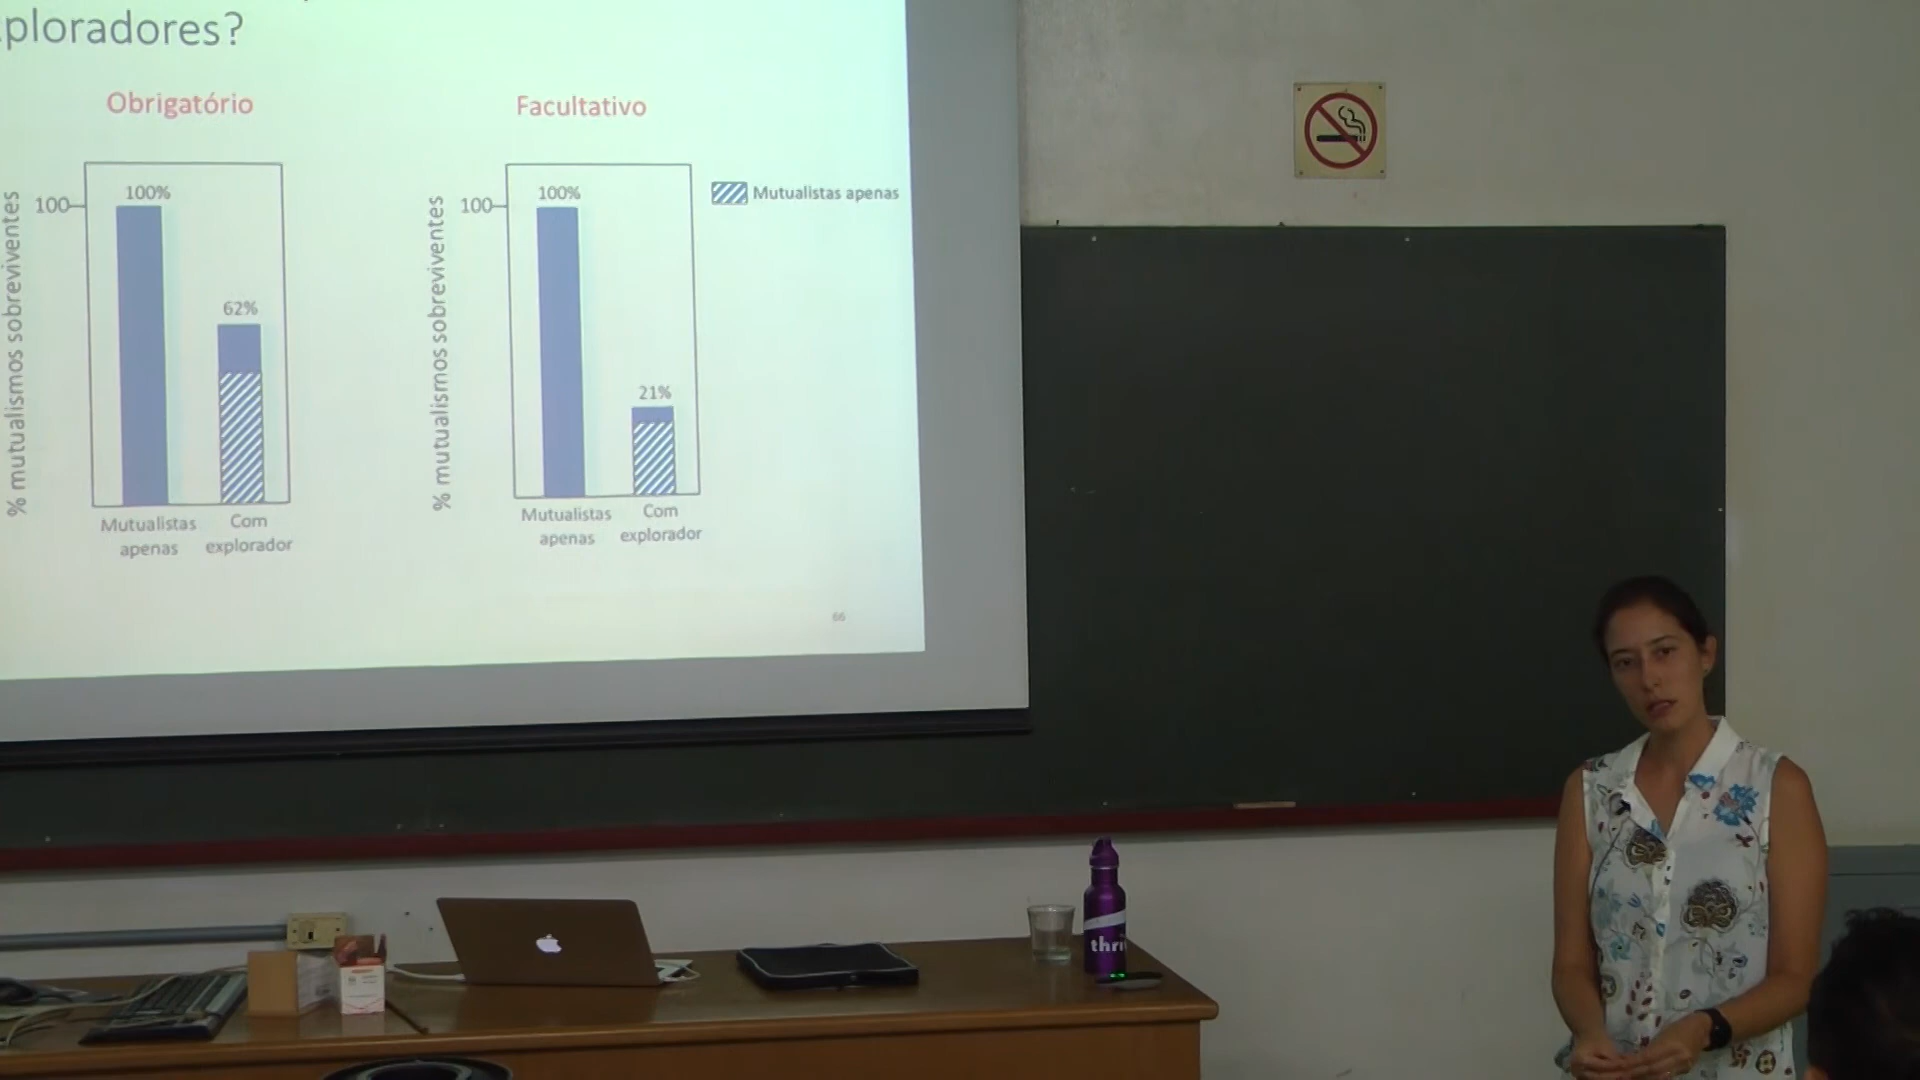 ploradores?
Obrigatório
Facultativo
% mutualismos sobreviventes
100
100%
62%
Mutualistas
apenas
Com
explorador
% mutualismos sobreviventes
100
100%
21%
Mutualistas
apenas
Com
explorador
Mutualistas apenas
66
thri